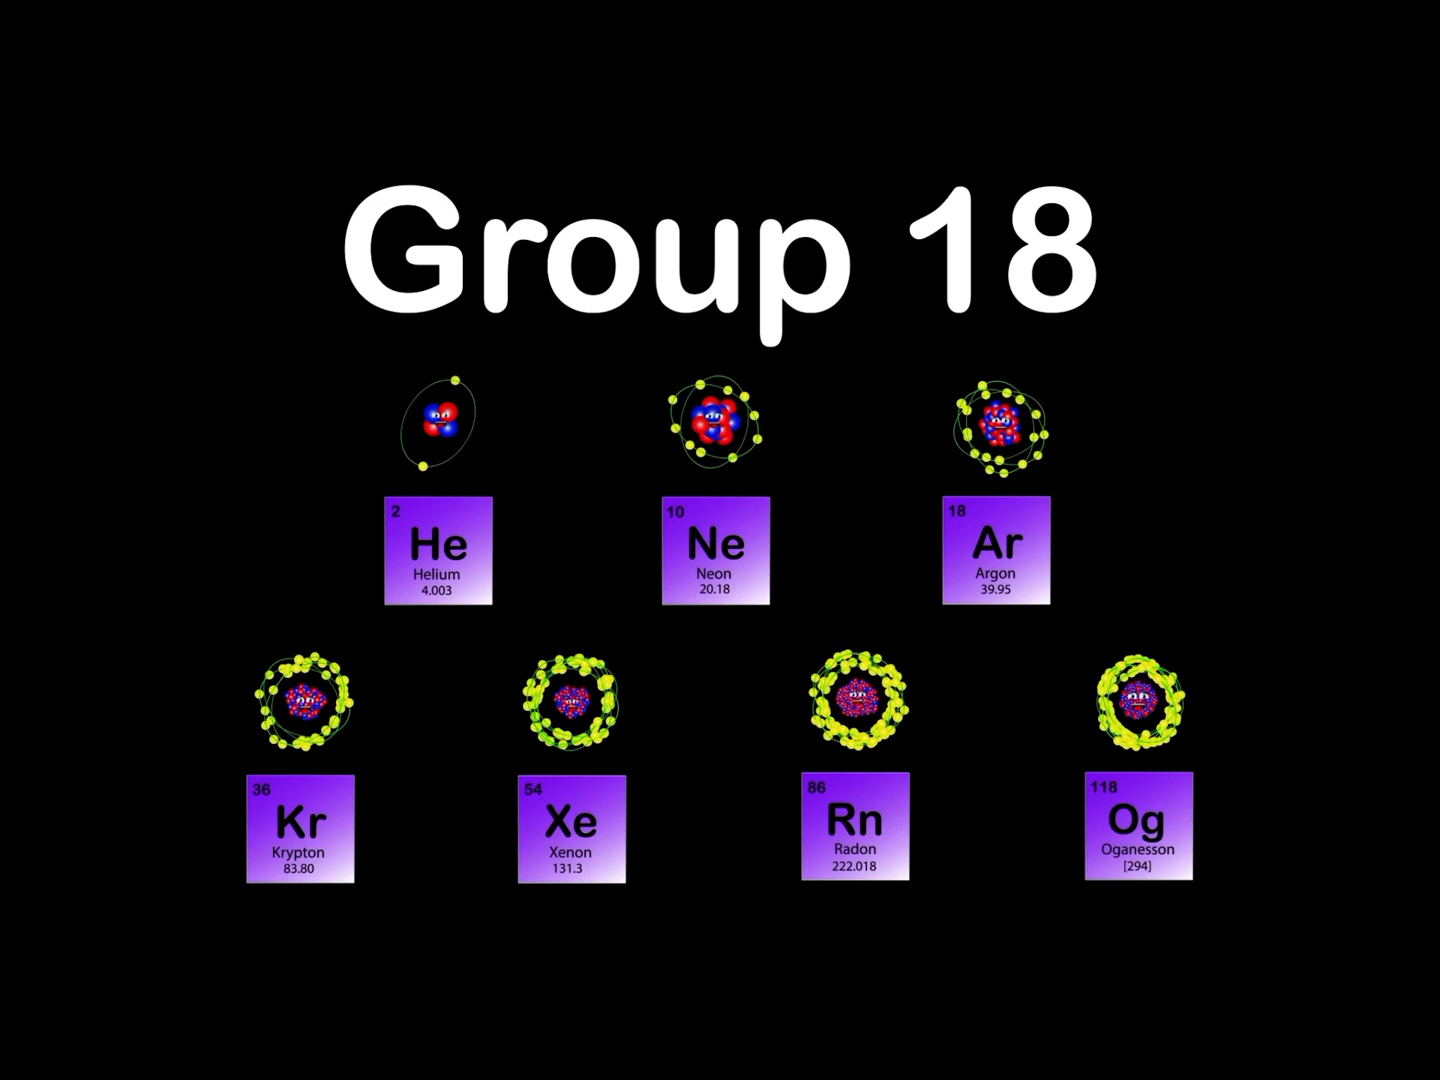 Group 18
2
He
Helium
4.003
10
Ne
Neon
20.18
18
Ar
Argon
39.95
36
Kr
Krypton
83.80
54
Xe
Xenon
131.3
86
Rn
Radon
222.018
118
Og
Oganesson
[294]